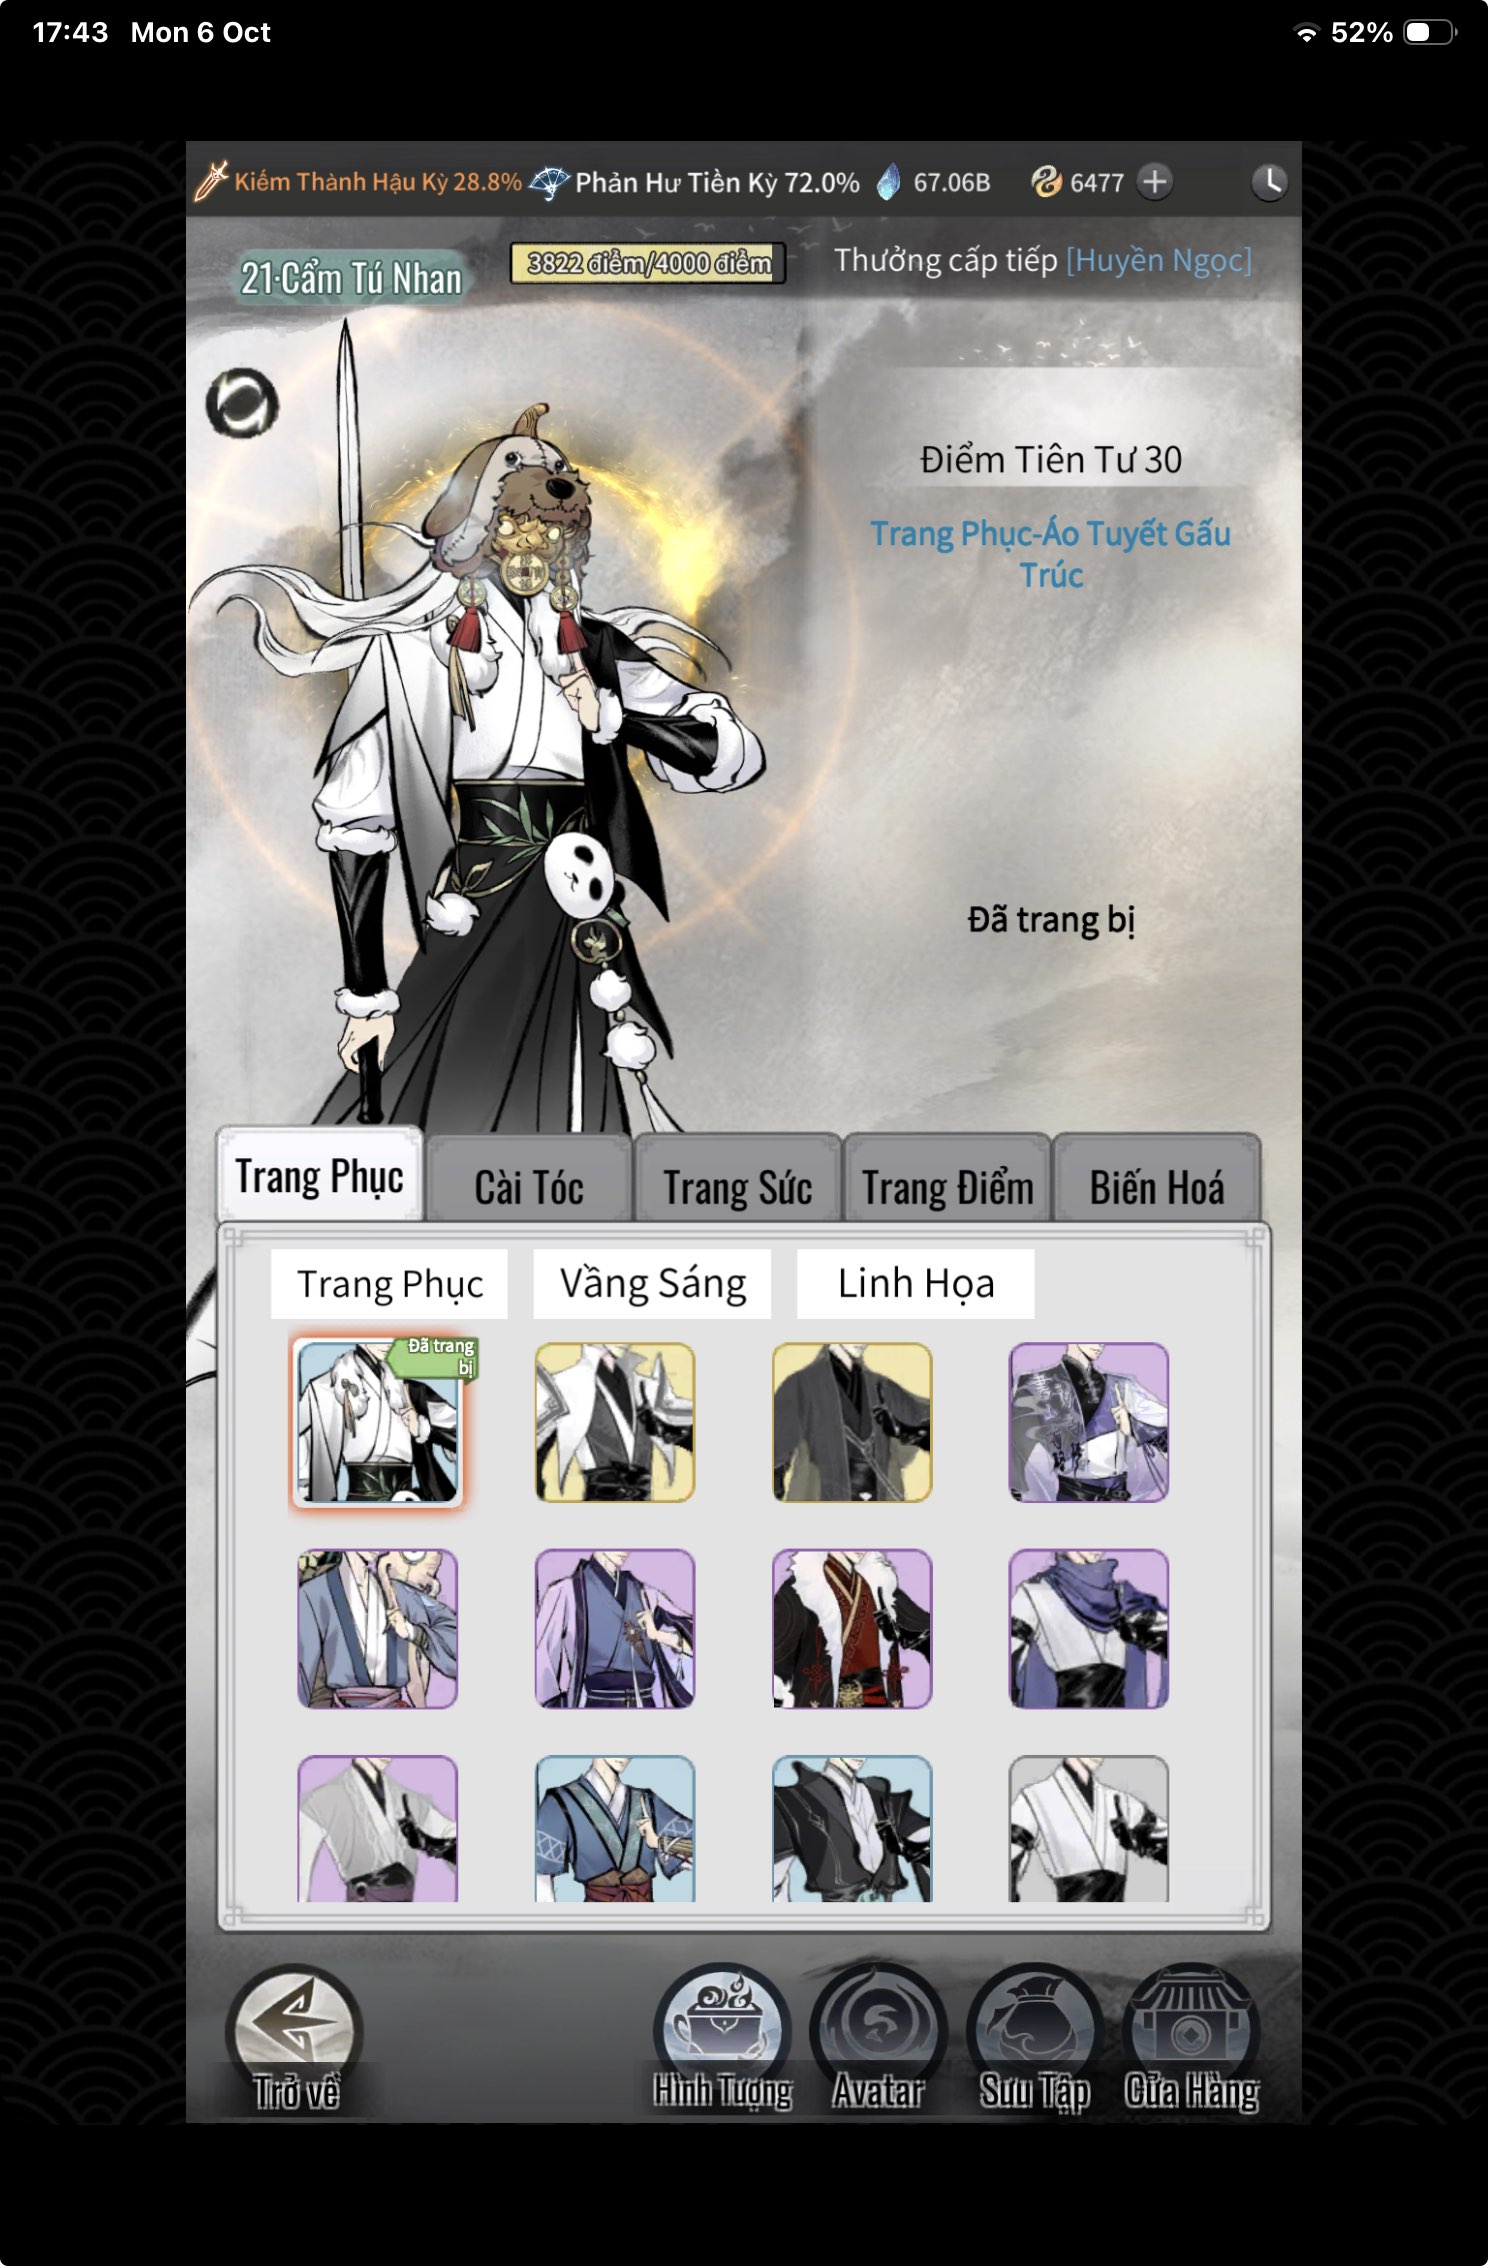 17:43 Mon 6 Oct 52%
Kiếm Thành Hậu Kỳ 28.8% Phản Hư Tiền Kỳ 72.0% 67.06B 6477
21·Cẩm Tú Nhan 3822 điểm/4000 điểm Thưởng cấp tiếp [Huyền Ngọc]
Điểm Tiên Tư 30
Trang Phục-Áo Tuyết Gấu
Trúc
Đã trang bị
Trang Phục Cài Tóc Trang Sức Trang Điểm Biến Hoá
Trang Phục Vầng Sáng Linh Họa
Đã trang
bị
Trở về Hình Tượng Avatar Sưu Tập Cửa Hàng